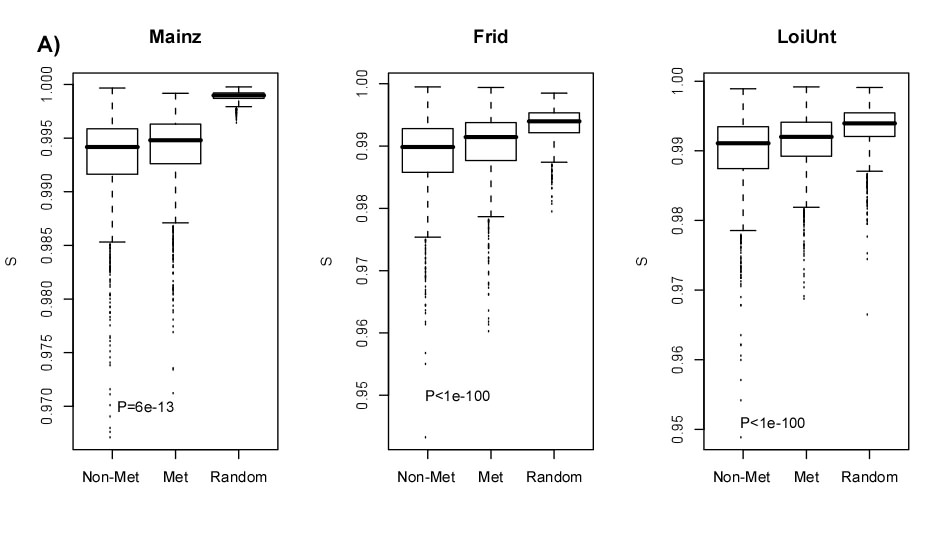 A)
Mainz
S
1.000
0.995
0.990
0.985
0.980
0.975
0.970
P=6e-13
Non-Met Met Random
Frid
S
1.00
0.99
0.98
0.97
0.96
0.95
P<1e-100
Non-Met Met Random
LoiUnt
S
1.00
0.99
0.98
0.97
0.96
0.95
P<1e-100
Non-Met Met Random